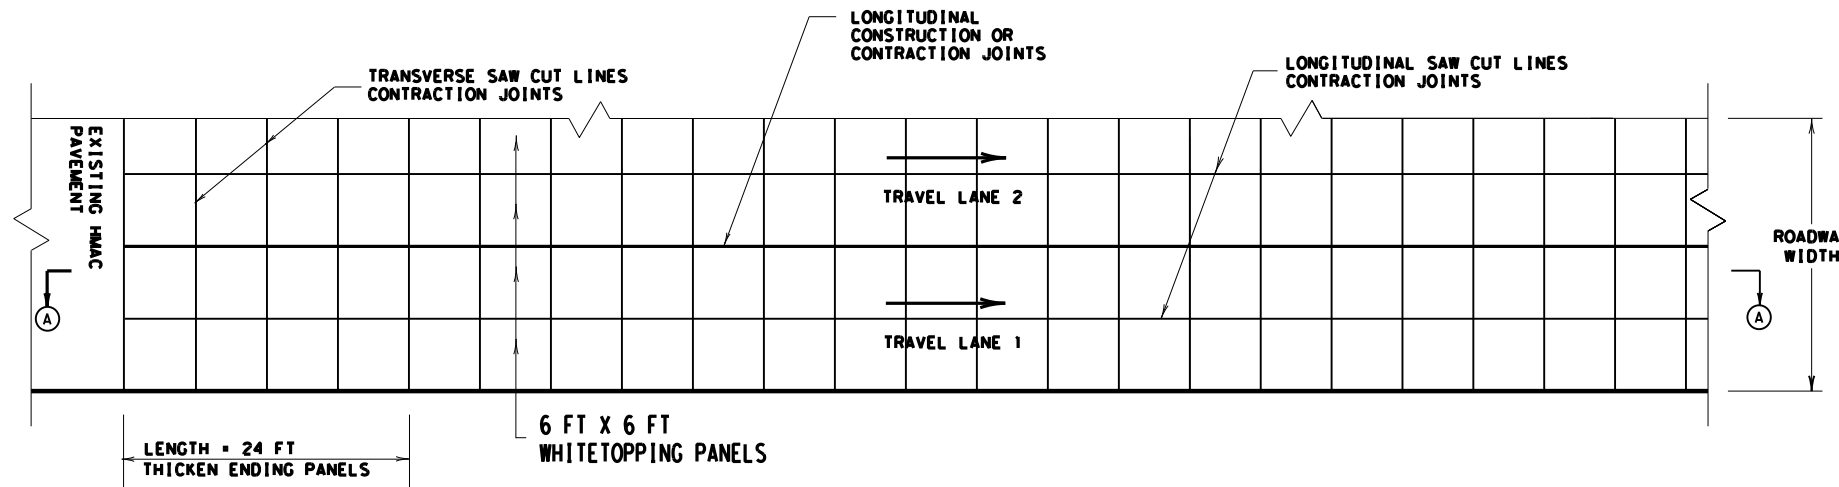 LONGITUDINAL
CONSTRUCTION OR
CONTRACTION JOINTS
TRANSVERSE SAW CUT LINES
CONTRACTION JOINTS
LONGITUDINAL SAW CUT LINES
CONTRACTION JOINTS
EXISTING HMAC
PAVEMENT
TRAVEL LANE 2
ROADWA
WIDTH
A
A
TRAVEL LANE 1
6 FT X 6 FT
WHITETOPPING PANELS
LENGTH = 24 FT
THICKEN ENDING PANELS